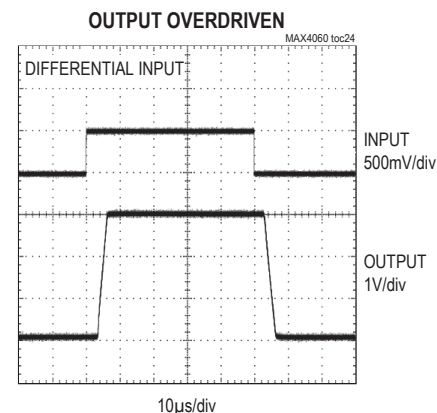 OUTPUT OVERDRIVEN
MAX4060 toc24
DIFFERENTIAL INPUT
INPUT
500mV/div
OUTPUT
1V/div
10μs/div